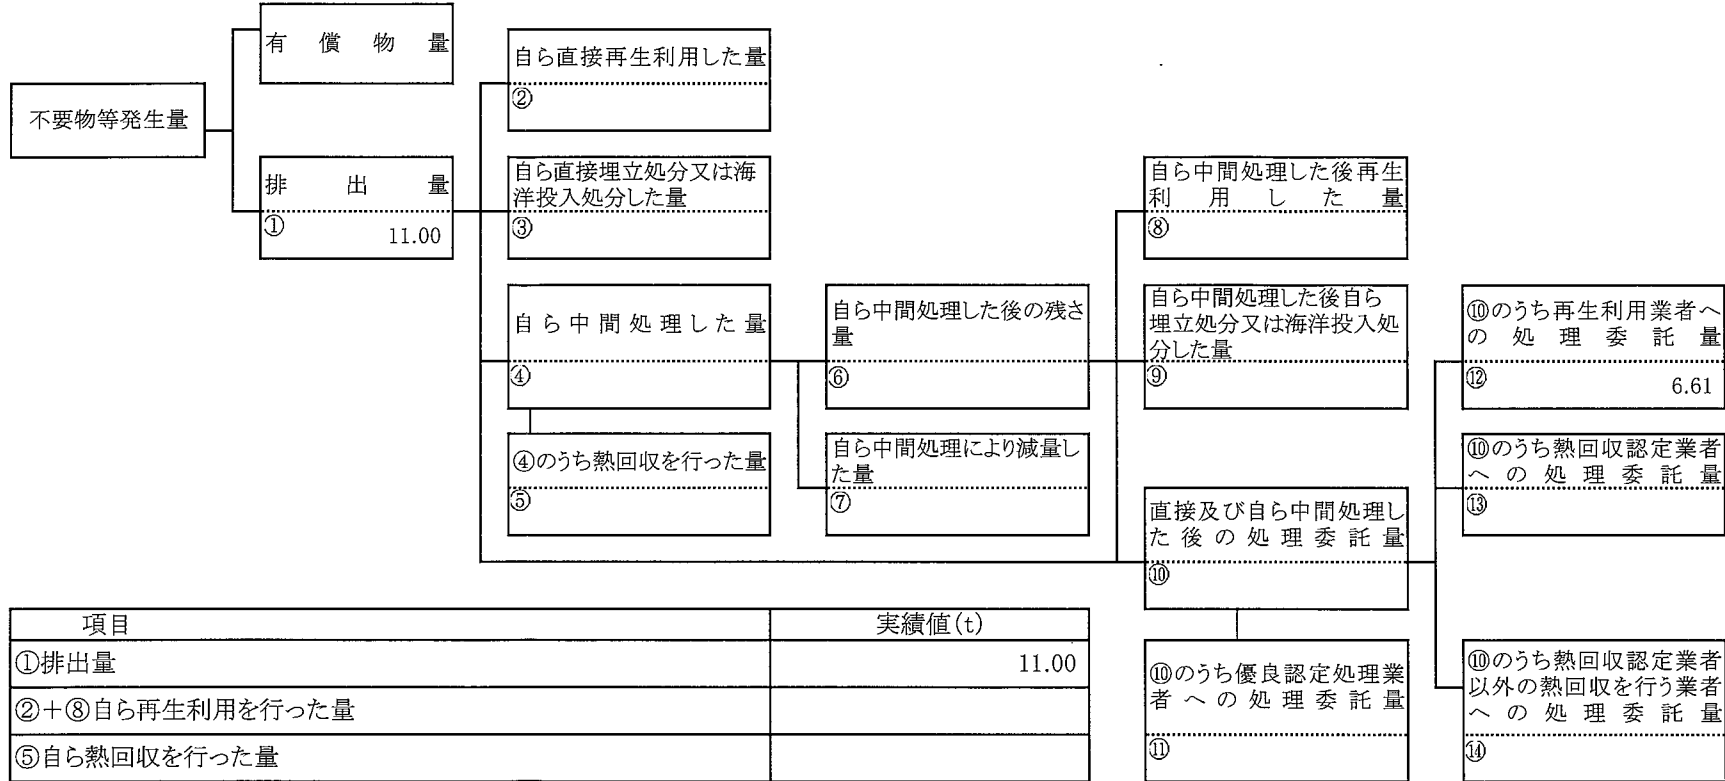 有償物量
不要物等発生量
排出量
①
11.00
自ら直接再生利用した量
②
自ら直接埋立処分又は海
洋投入処分した量
③
自ら中間処理した量
④
④のうち熱回収を行った量
⑤
自ら中間処理した後の残さ
量
⑥
自ら中間処理により減量し
た量
⑦
自ら中間処理した後再生
利用した量
⑧
自ら中間処理した後自ら
埋立処分又は海洋投入処
分した量
⑨
直接及び自ら中間処理し
た後の処理委託量
⑩
⑩のうち優良認定処理業
者への処理委託量
⑪
⑩のうち再生利用業者へ
の処理委託量
⑫
6.61
⑩のうち熱回収認定業者
への処理委託量
⑬
⑩のうち熱回収認定業者
以外の熱回収を行う業者
への処理委託量
⑭
項目 実績値(t)
①排出量 11.00
②+⑧自ら再生利用を行った量
⑤自ら熱回収を行った量